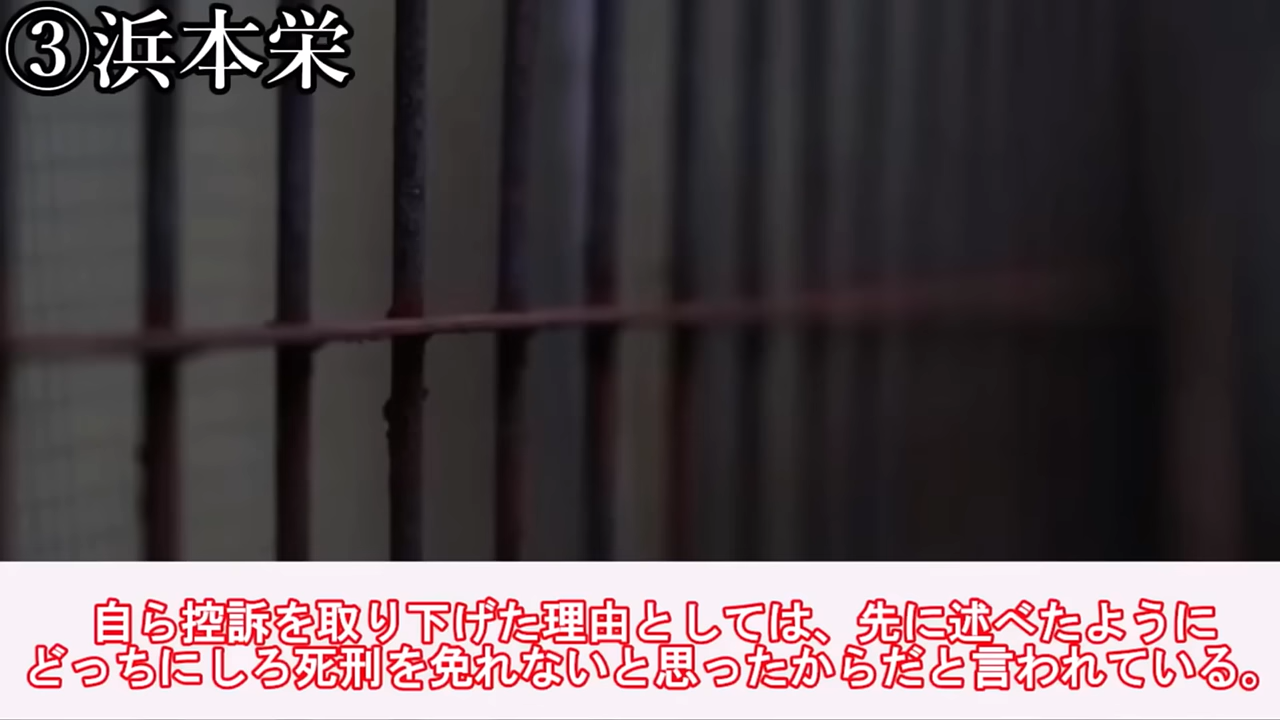 ③浜本栄
自ら控訴を取り下げた理由としては、先に述べたように
どっちにしろ死刑を免れないと思ったからだと言われている。